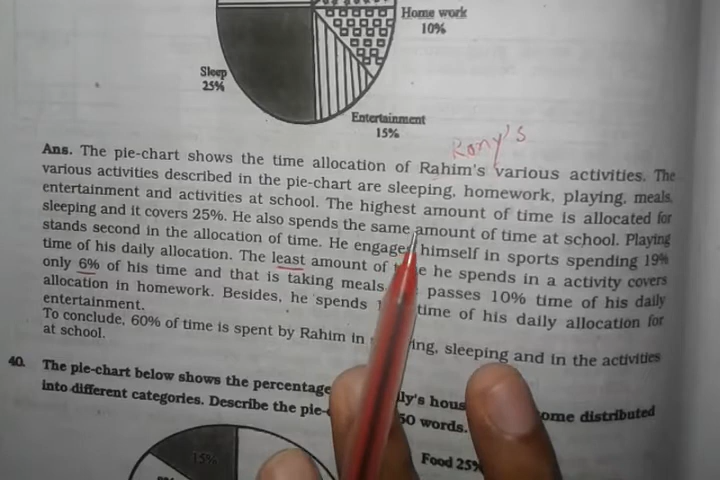 Home work
10%
Sleep
25%
Entertainment
15%
Rony's
Ans. The pie-chart shows the time allocation of Rahim's various activities. The
various activities described in the pie-chart are sleeping, homework, playing, meals,
entertainment and activities at school. The highest amount of time is allocated for
sleeping and it covers 25%. He also spends the same amount of time at school. Playing
stands second in the allocation of time. He engages himself in sports spending 19%
time of his daily allocation. The least amount of he spends in a activity covers
only 6% of his time and that is taking meals. passes 10% time of his daily
allocation in homework. Besides, he spends time of his daily allocation for
entertainment.
To conclude, 60% of time is spent by Rahim in sleeping and in the activities
at school.
40. The pie-chart below shows the percentage distributed
into different categories. Describe the 50 words.
15%
Food 25%